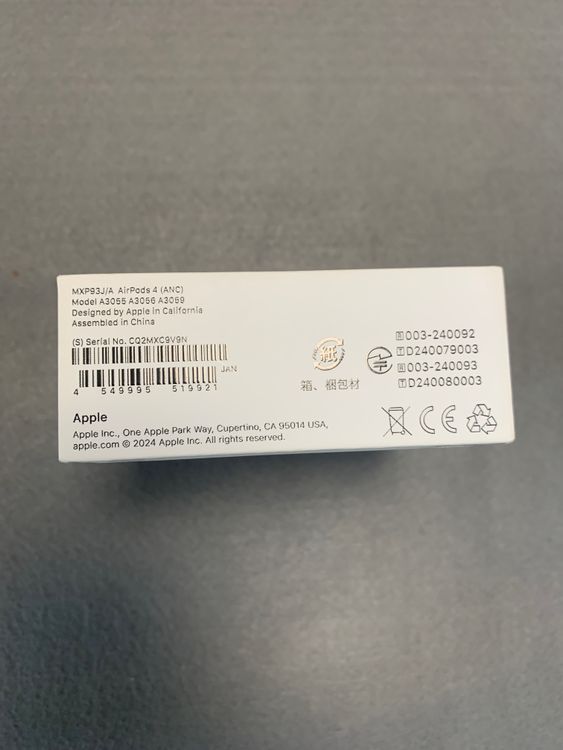 MXP93J/A AirPods 4 (ANC)
Model A3055 A3056 A3059
Designed by Apple in California
Assembled in China
(S) Serial No. CQ2MXC9V9N
JAN
4 549995 519921
Apple
Apple Inc., One Apple Park Way, Cupertino, CA 95014 USA,
apple.com © 2024 Apple Inc. All rights reserved.
紙
箱、梱包材
R 003-240092
T D240079003
R 003-240093
T D240080003
CE